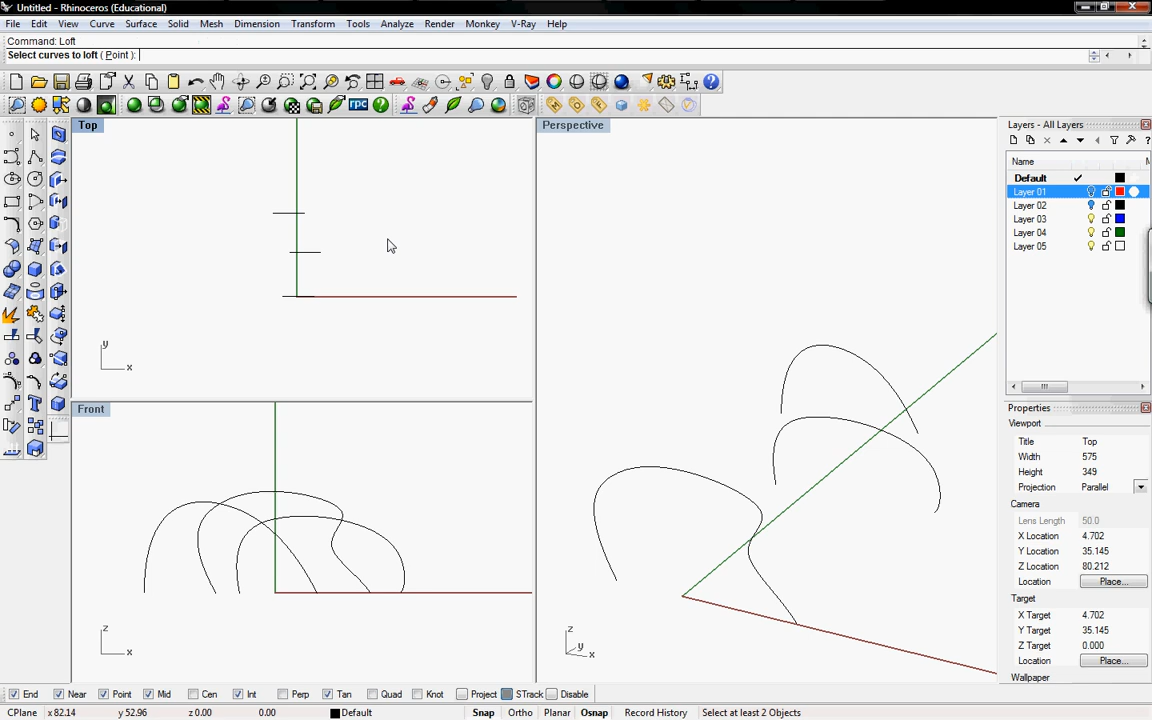 Untitled - Rhinoceros (Educational)
File Edit View Curve Surface Solid Mesh Dimension Transform Tools Analyze Render Monkey V-Ray Help
Command: Loft
Select curves to loft ( Point ):
rpc
Top
Perspective
y
x
Front
z
x
z
y
x
Layers - All Layers
Name M
Default
Layer 01
Layer 02
Layer 03
Layer 04
Layer 05
Properties
Viewport
Title Top
Width 575
Height 349
Projection Parallel
Camera
Lens Length 50.0
X Location 4.702
Y Location 35.145
Z Location 80.212
Location Place...
Target
X Target 4.702
Y Target 35.145
Z Target 0.000
Location Place...
Wallpaper
End Near Point Mid Cen Int Perp Tan Quad Knot Project STrack Disable
CPlane x 82.14 y 52.96 z 0.00 0.00 Default Snap Ortho Planar Osnap Record History Select at least 2 Objects